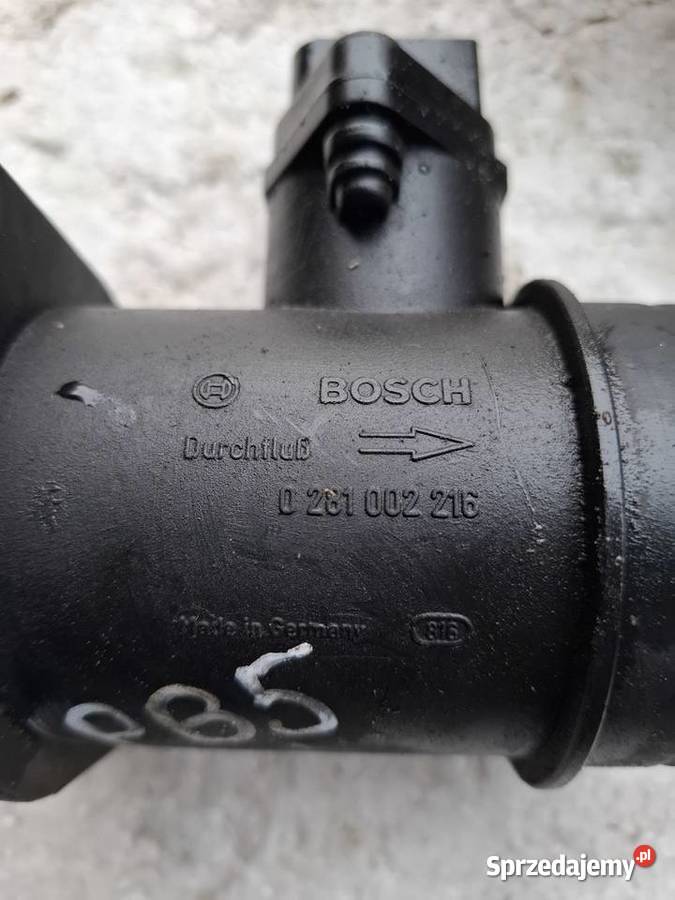 BOSCH
Durchfluß
0 281 002 216
Made in Germany 816
085
Sprzedajemy.pl